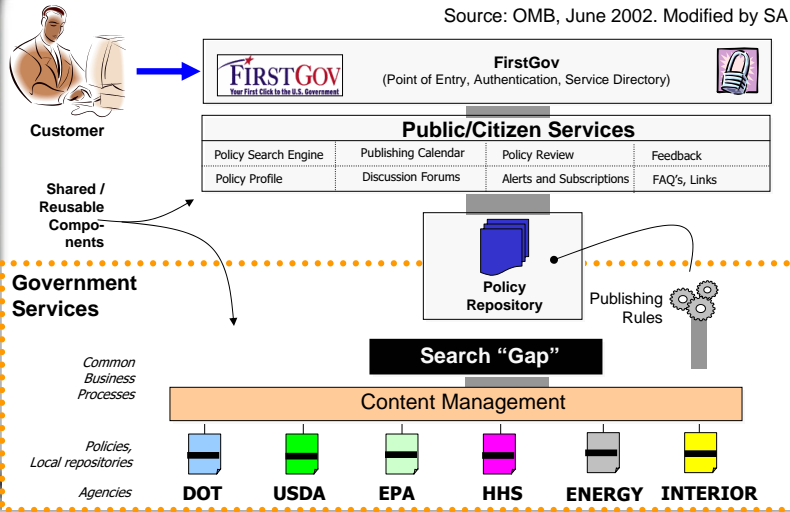 Source: OMB, June 2002. Modified by SA
FIRSTGOV
Your First Click to the U.S. Government
FirstGov
(Point of Entry, Authentication, Service Directory)
Customer
Public/Citizen Services
Policy Search Engine
Publishing Calendar
Policy Review
Feedback
Policy Profile
Discussion Forums
Alerts and Subscriptions
FAQ's, Links
Shared /
Reusable
Compo-
nents
Government
Services
Policy
Repository
Publishing
Rules
Search “Gap”
Common
Business
Processes
Content Management
Policies,
Local repositories
Agencies
DOT
USDA
EPA
HHS
ENERGY
INTERIOR